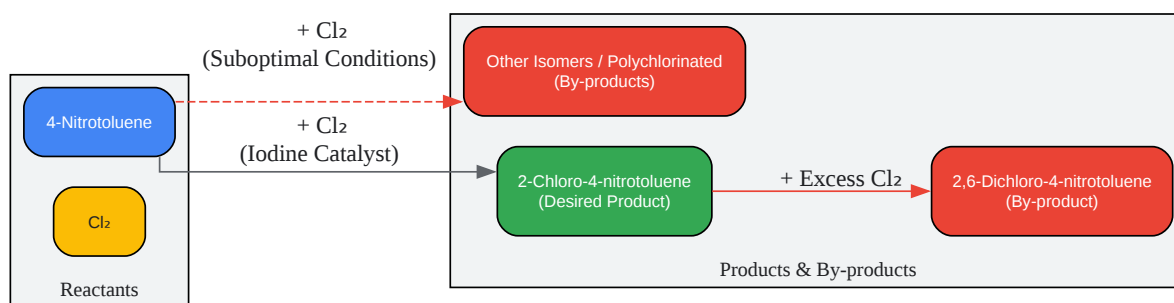 + Cl₂
(Suboptimal Conditions)
Other Isomers / Polychlorinated
(By-products)
4-Nitrotoluene
+ Cl₂
(Iodine Catalyst)
2-Chloro-4-nitrotoluene
(Desired Product)
+ Excess Cl₂
2,6-Dichloro-4-nitrotoluene
(By-product)
Cl₂
Reactants
Products & By-products